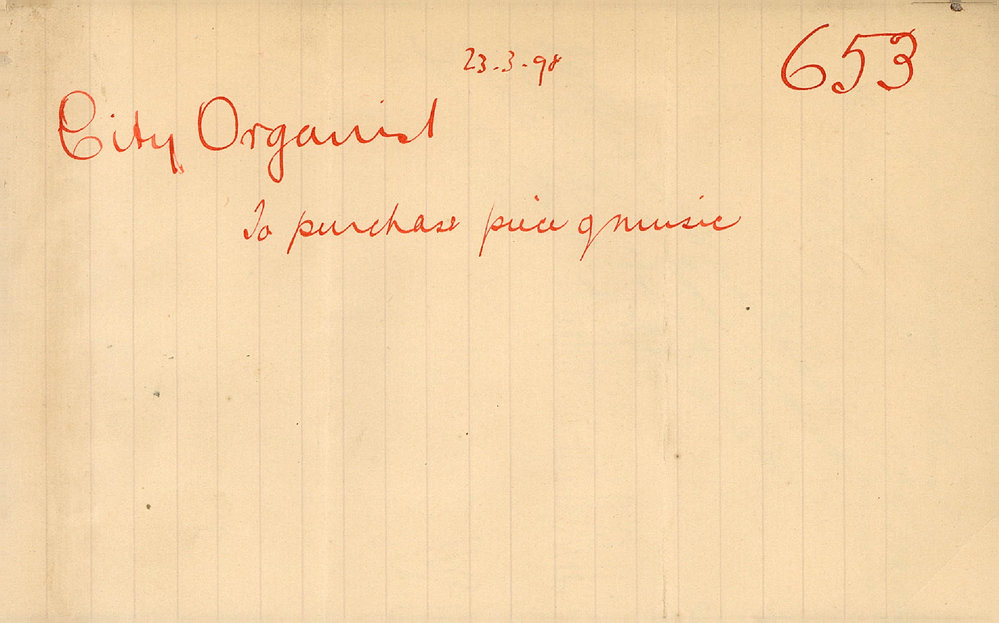 23-3-98
653
City Organist
To purchase piece of music